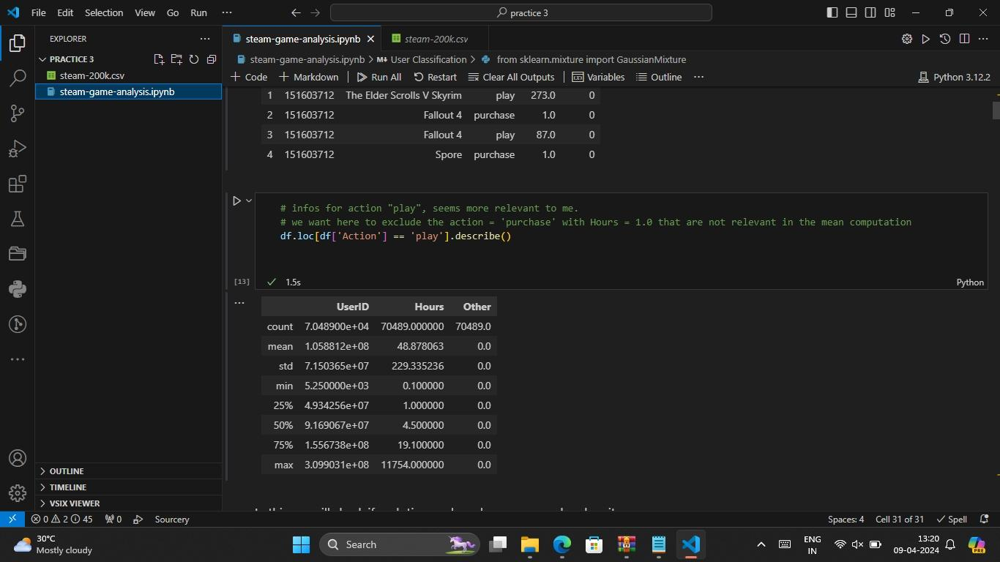 File Edit Selection View Go Run ···
practice 3
EXPLORER
steam-game-analysis.ipynb
steam-200k.csv
PRACTICE 3
steam-200k.csv
steam-game-analysis.ipynb
steam-game-analysis.ipynb > M↓ User Classification > from sklearn.mixture import GaussianMixture
+ Code + Markdown Run All Restart Clear All Outputs Variables Outline ··· Python 3.12.2
1 151603712 The Elder Scrolls V Skyrim play 273.0 0
2 151603712 Fallout 4 purchase 1.0 0
3 151603712 Fallout 4 play 87.0 0
4 151603712 Spore purchase 1.0 0
# infos for action "play", seems more relevant to me.
# we want here to exclude the action = 'purchase' with Hours = 1.0 that are not relevant in the mean computation
df.loc[df['Action'] == 'play'].describe()
[13] ✓ 1.5s Python
UserID Hours Other
count 7.048900e+04 70489.000000 70489.0
mean 1.058812e+08 48.878063 0.0
std 7.150365e+07 229.335236 0.0
min 5.250000e+03 0.100000 0.0
25% 4.934256e+07 1.000000 0.0
50% 9.169067e+07 4.500000 0.0
75% 1.556738e+08 19.100000 0.0
max 3.099031e+08 11754.000000 0.0
OUTLINE
TIMELINE
VSIX VIEWER
0 2 45 0 Sourcery Spaces: 4 Cell 31 of 31 ✓ Spell
30°C
Mostly cloudy
Search
ENG
IN
13:20
09-04-2024
PRE